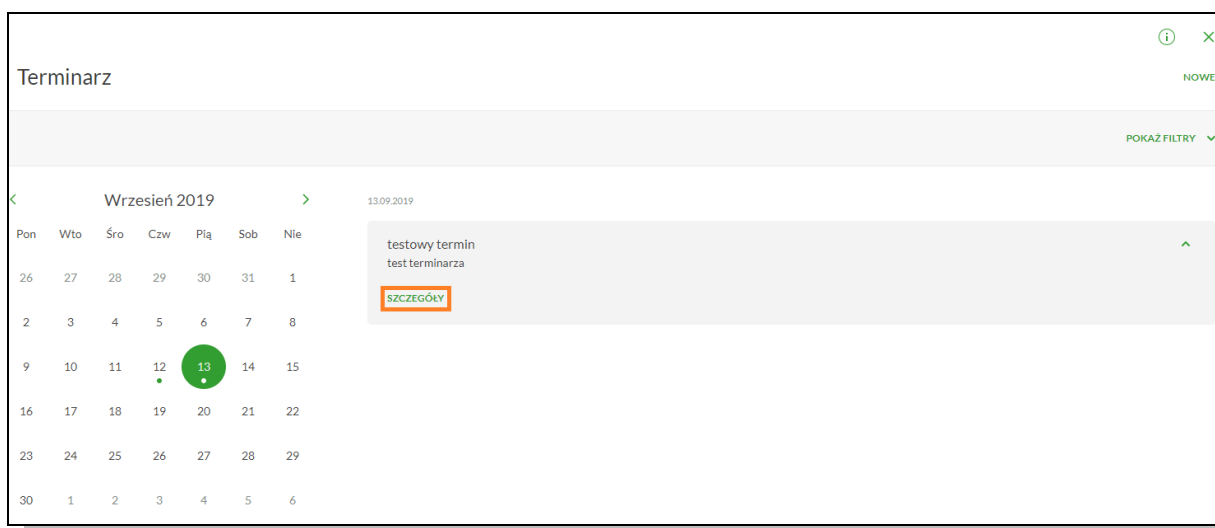 Terminarz
NOWE
POKAŻ FILTRY
Wrzesień 2019
Pon Wto Śro Czw Pią Sob Nie
26 27 28 29 30 31 1
2 3 4 5 6 7 8
9 10 11 12 13 14 15
16 17 18 19 20 21 22
23 24 25 26 27 28 29
30 1 2 3 4 5 6
13.09.2019
testowy termin
test terminarza
SZCZEGÓŁY